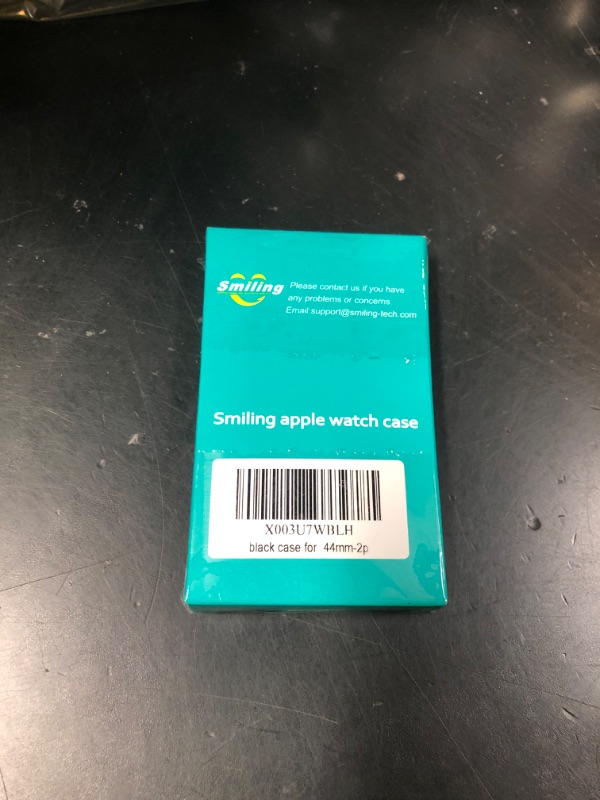 Smiling
Please contact us if you have
any problems or concerns
Email:support@smiling-tech.com
Smiling apple watch case
X003U7WBLH
black case for 44mm-2p